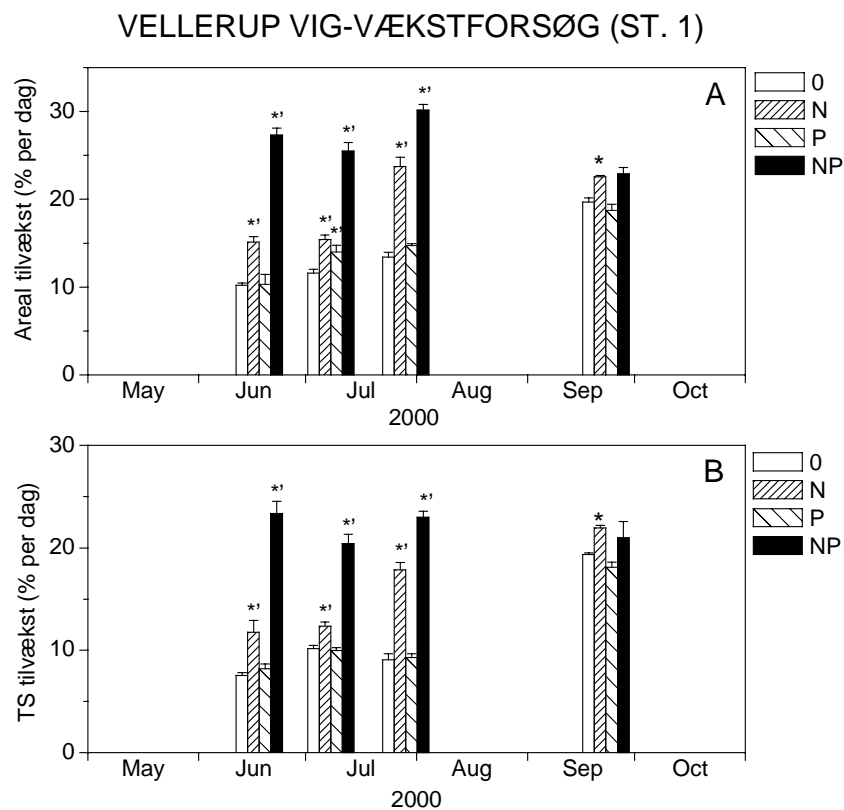 VELLERUP VIG-VÆKSTFORSØG (ST. 1)
A
Areal tilvækst (% per dag)
30
20
10
0
*’ *’ *’ *’ *’ *’ *’ *
0
N
P
NP
May Jun Jul Aug Sep Oct
2000
B
TS tilvækst (% per dag)
30
20
10
0
*’ *’ *’ *’ *’ *’ *
0
N
P
NP
May Jun Jul Aug Sep Oct
2000